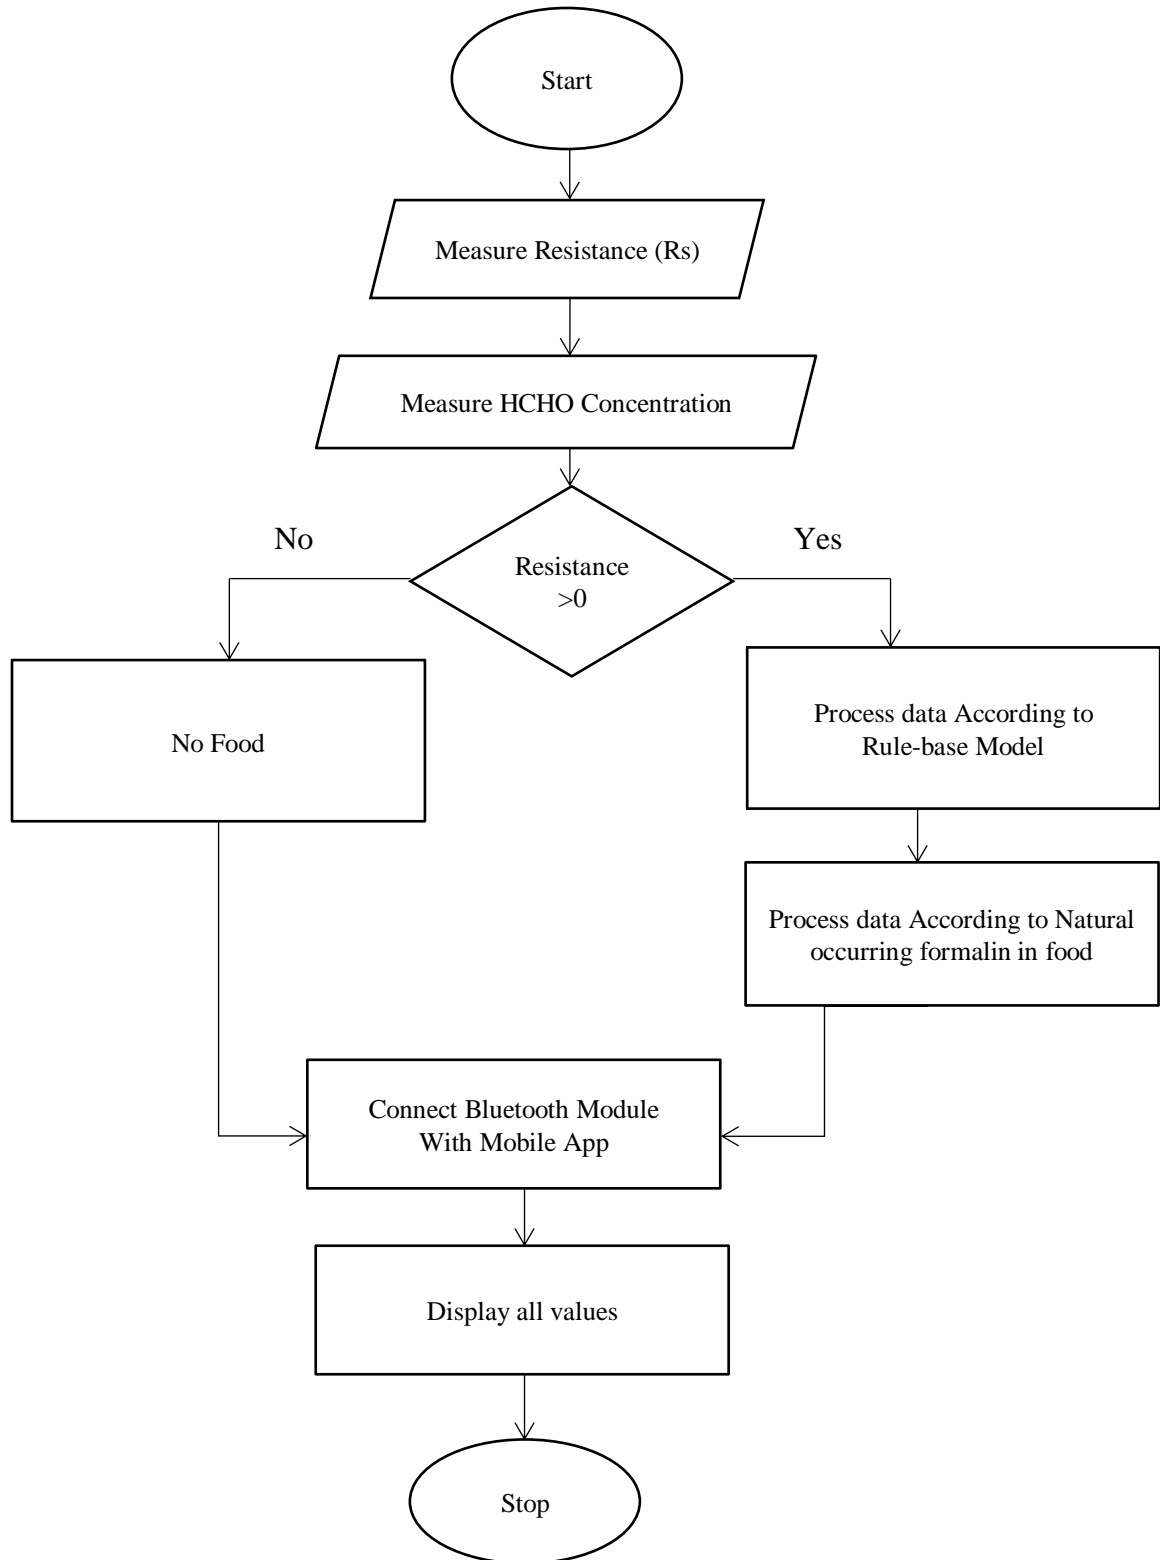 Start
Measure Resistance (Rs)
Measure HCHO Concentration
No
Yes
Resistance
>0
No Food
Process data According to
Rule-base Model
Process data According to Natural
occurring formalin in food
Connect Bluetooth Module
With Mobile App
Display all values
Stop